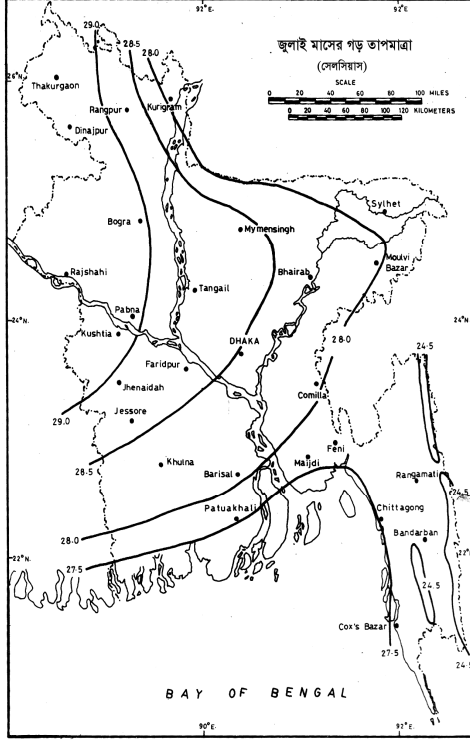 92°E
92°E
29.0
28.5
28.0
জুলাই মাসের গড় তাপমাত্রা
(সেলসিয়াস)
SCALE
0 20 40 60 80 100 MILES
0 20 40 60 80 100 120 KILOMETERS
26°N
Thakurgaon
Rangpur
Kurigram
Dinajpur
Sylhet
Bogra
Mymensingh
Moulvi
Bazar
Rajshahi
Tangail
Bhairab
24°N.
Pabna
24°N
Kushtia
DHAKA
28.0
24.5
Faridpur
Jhenaidah
Comilla
29.0
Jessore
28.5
Khulna
Feni
Maijdi
Barisal
Rangamati
24.5
Patuakhali
Chittagong
28.0
Bandarban
22°N.
22°N
27.5
24.5
Cox's Bazar
27.5
24.5
BAY OF BENGAL
90°E
92°E